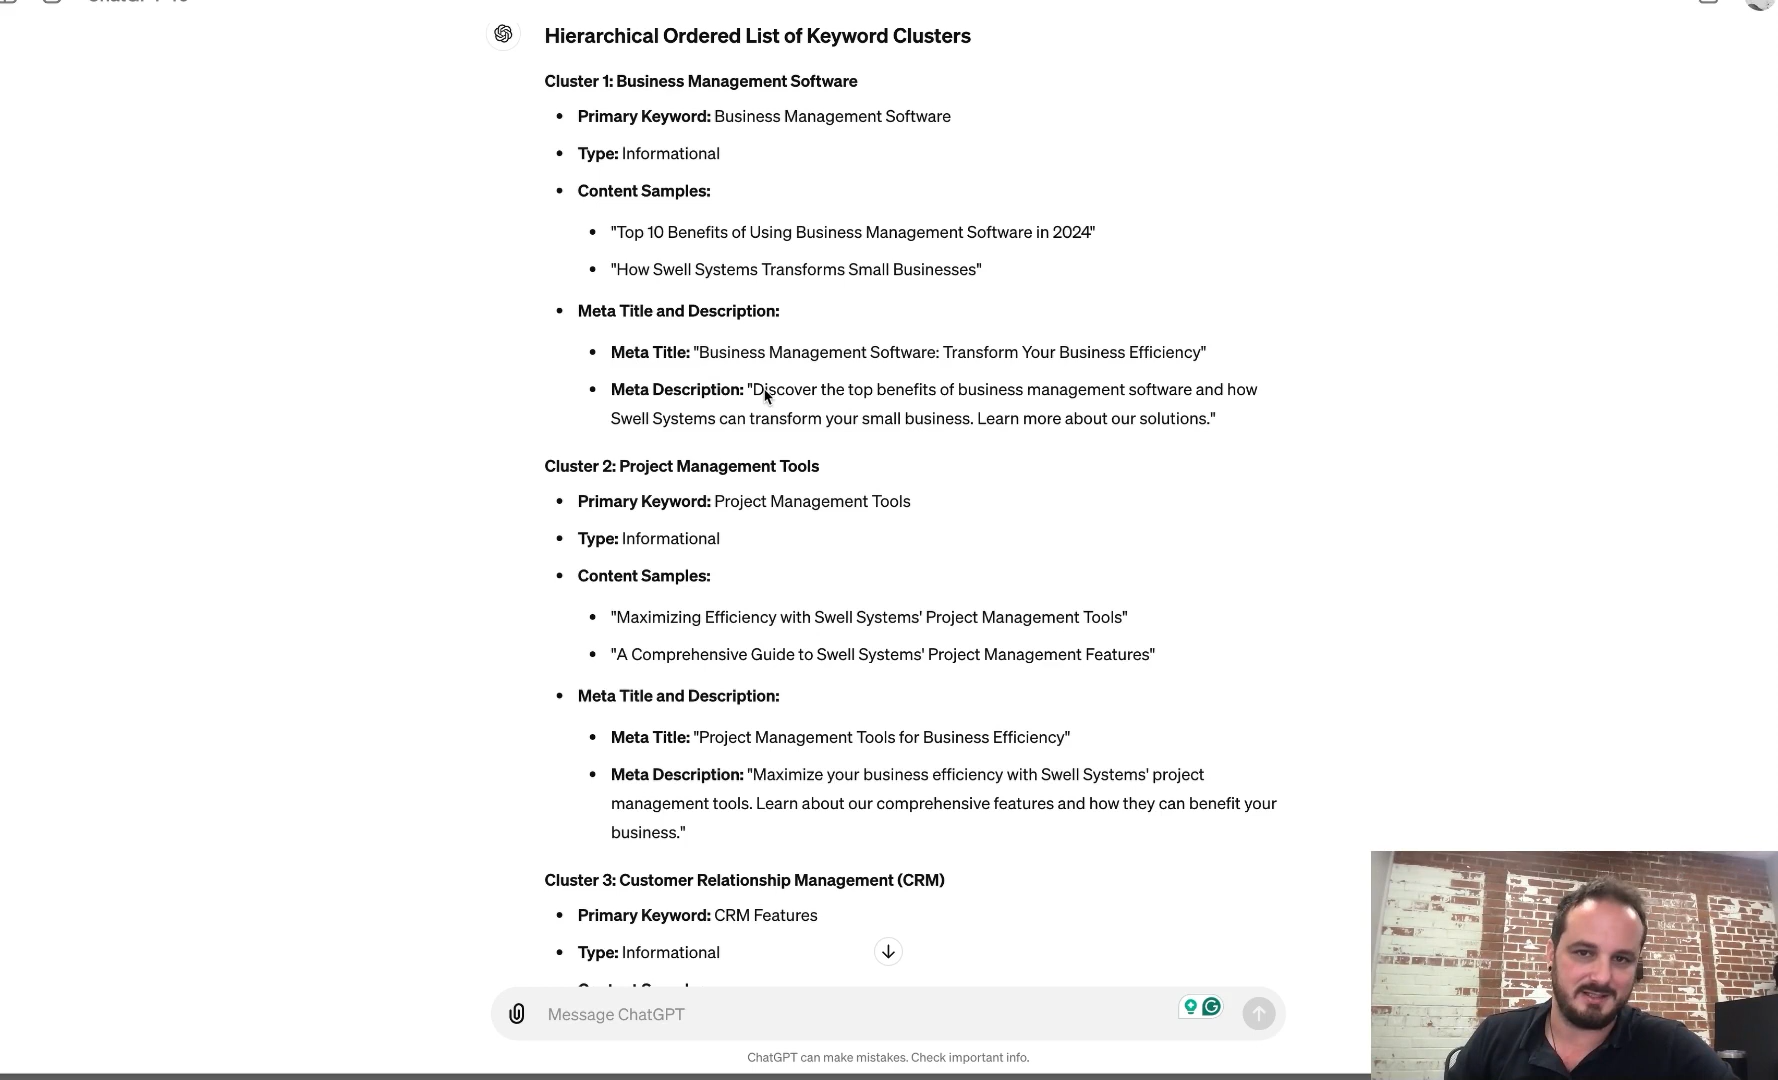 Hierarchical Ordered List of Keyword Clusters
Cluster 1: Business Management Software
Primary Keyword: Business Management Software
Type: Informational
Content Samples:
"Top 10 Benefits of Using Business Management Software in 2024"
"How Swell Systems Transforms Small Businesses"
Meta Title and Description:
Meta Title: "Business Management Software: Transform Your Business Efficiency"
Meta Description: "Discover the top benefits of business management software and how
Swell Systems can transform your small business. Learn more about our solutions."
Cluster 2: Project Management Tools
Primary Keyword: Project Management Tools
Type: Informational
Content Samples:
"Maximizing Efficiency with Swell Systems' Project Management Tools"
"A Comprehensive Guide to Swell Systems' Project Management Features"
Meta Title and Description:
Meta Title: "Project Management Tools for Business Efficiency"
Meta Description: "Maximize your business efficiency with Swell Systems' project
management tools. Learn about our comprehensive features and how they can benefit your
business."
Cluster 3: Customer Relationship Management (CRM)
Primary Keyword: CRM Features
Type: Informational
Message ChatGPT
ChatGPT can make mistakes. Check important info.